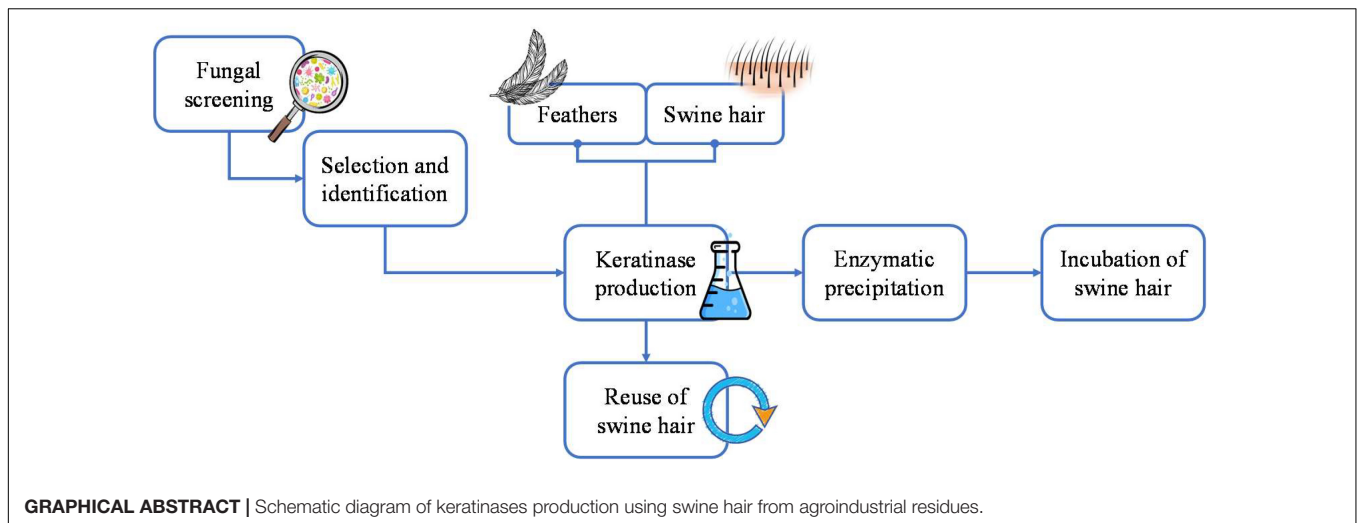 Fungal
screening
Feathers
Swine hair
Selection and
identification
Keratinase
production
Enzymatic
precipitation
Incubation of
swine hair
Reuse of
swine hair
GRAPHICAL ABSTRACT | Schematic diagram of keratinases production using swine hair from agroindustrial residues.